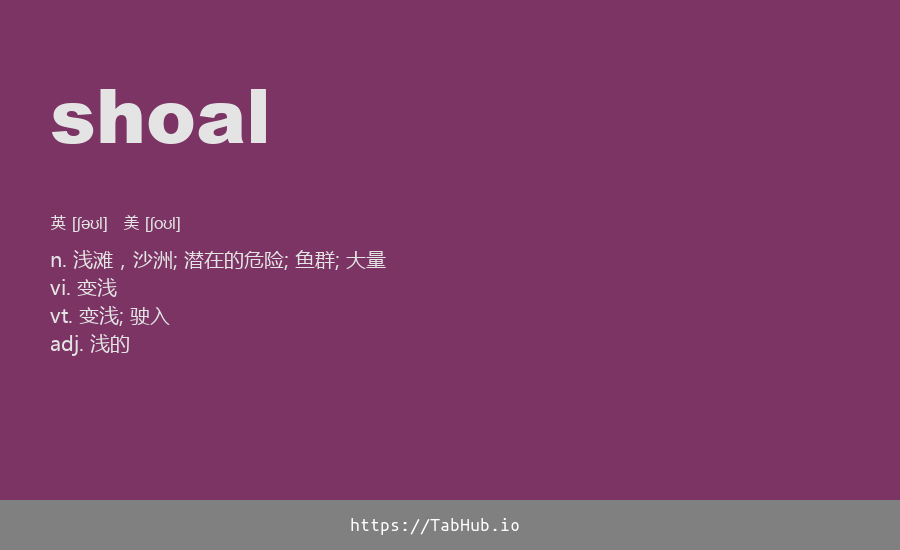 shoal
英 [ʃəʊl] 美 [ʃoʊl]
n. 浅滩，沙洲; 潜在的危险; 鱼群; 大量
vi. 变浅
vt. 变浅; 驶入
adj. 浅的
https://TabHub.io